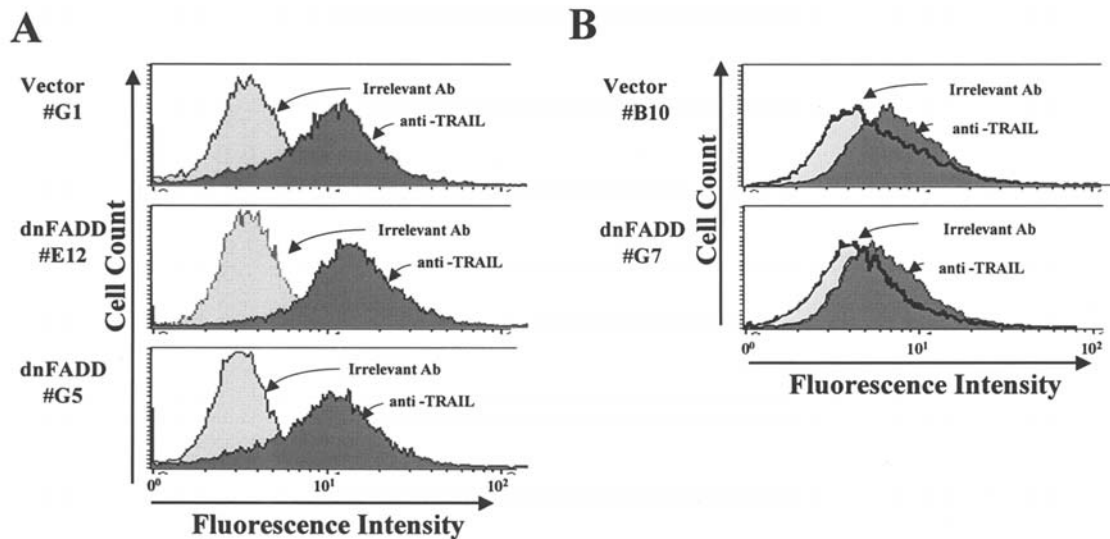 A
Vector
#G1
Irrelevant Ab
anti -TRAIL
dnFADD
#E12
Irrelevant Ab
anti -TRAIL
dnFADD
#G5
Irrelevant Ab
anti -TRAIL
Cell Count
10⁰ 10¹ 10²
Fluorescence Intensity
B
Vector
#B10
Irrelevant Ab
anti -TRAIL
dnFADD
#G7
Irrelevant Ab
anti -TRAIL
Cell Count
10⁰ 10¹ 10²
Fluorescence Intensity